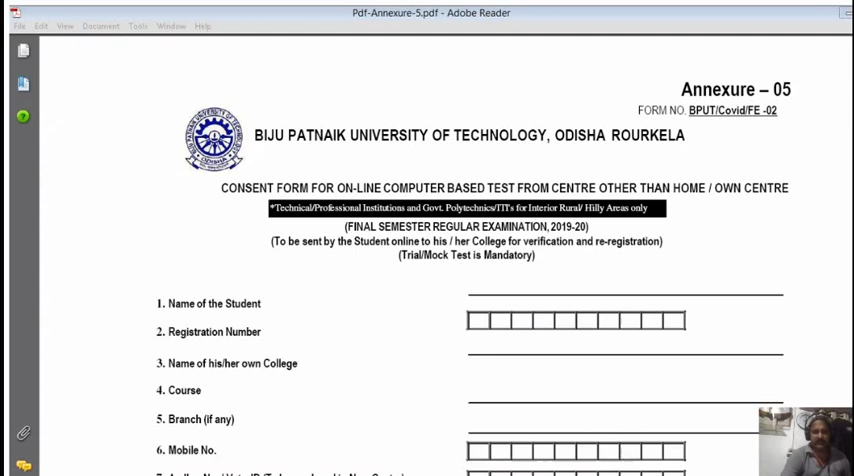 Pdf-Annexure-5.pdf - Adobe Reader
File Edit View Document Tools Window Help
Annexure – 05
FORM NO. BPUT/Covid/FE -02
BIJU PATNAIK UNIVERSITY OF TECHNOLOGY, ODISHA ROURKELA
CONSENT FORM FOR ON-LINE COMPUTER BASED TEST FROM CENTRE OTHER THAN HOME / OWN CENTRE
*Technical/Professional Institutions and Govt. Polytechnics/ITI's for Interior Rural/ Hilly Areas only
(FINAL SEMESTER REGULAR EXAMINATION, 2019-20)
(To be sent by the Student online to his / her College for verification and re-registration)
(Trial/Mock Test is Mandatory)
1. Name of the Student
2. Registration Number
3. Name of his/her own College
4. Course
5. Branch (if any)
6. Mobile No.